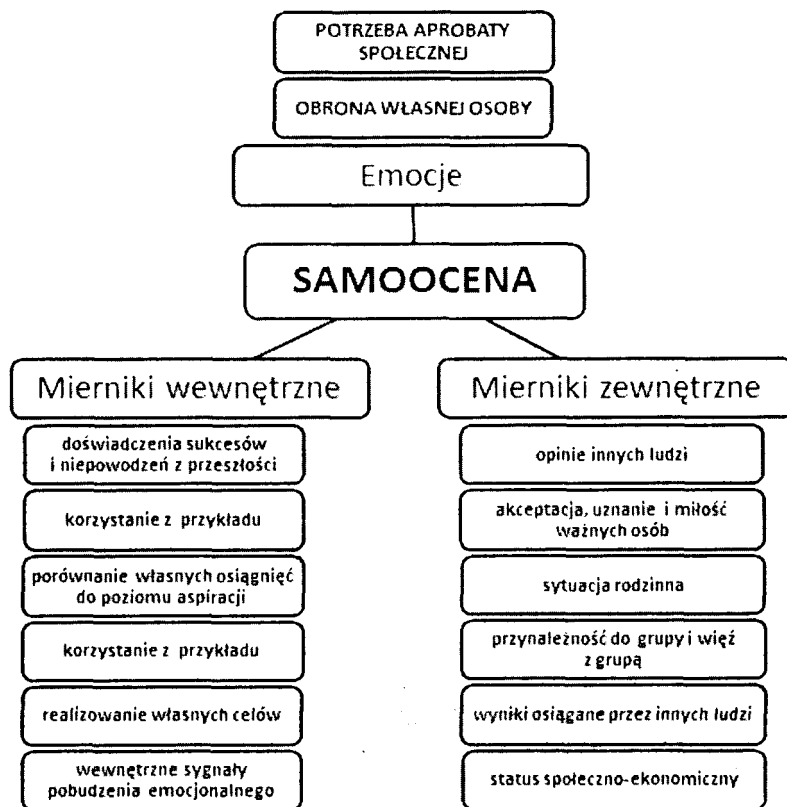 POTRZEBA APROBATY
SPOŁECZNEJ
OBRONA WŁASNEJ OSOBY
Emocje
SAMOOCENA
Mierniki wewnętrzne
doświadczenia sukcesów
i niepowodzeń z przeszłości
korzystanie z przykładu
porównanie własnych osiągnięć
do poziomu aspiracji
korzystanie z przykładu
realizowanie własnych celów
wewnętrzne sygnały
pobudzenia emocjonalnego
Mierniki zewnętrzne
opinie innych ludzi
akceptacja, uznanie i miłość
ważnych osób
sytuacja rodzinna
przynależność do grupy i więź
z grupą
wyniki osiągane przez innych ludzi
status społeczno-ekonomiczny